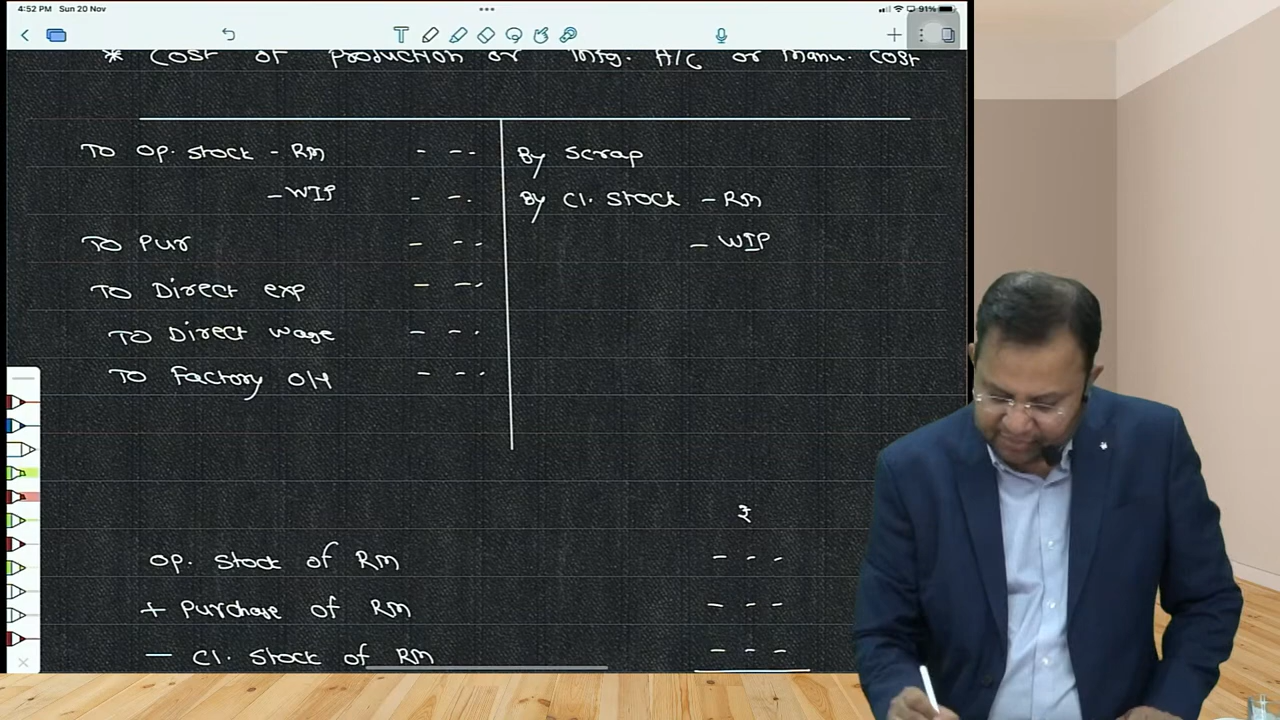 4:52 PM Sun 20 Nov
91%
* Cost of Production or Mfg. A/C or Manu. Cost
To Op. Stock - RM - - -
- WIP - - -
To Pur - - -
To Direct exp - - -
To Direct wage - - -
To Factory O/H - - -
By Scrap
By Cl. Stock - RM
- WIP
₹
Op. Stock of RM - - -
+ Purchase of RM - - -
- Cl. Stock of RM - - -